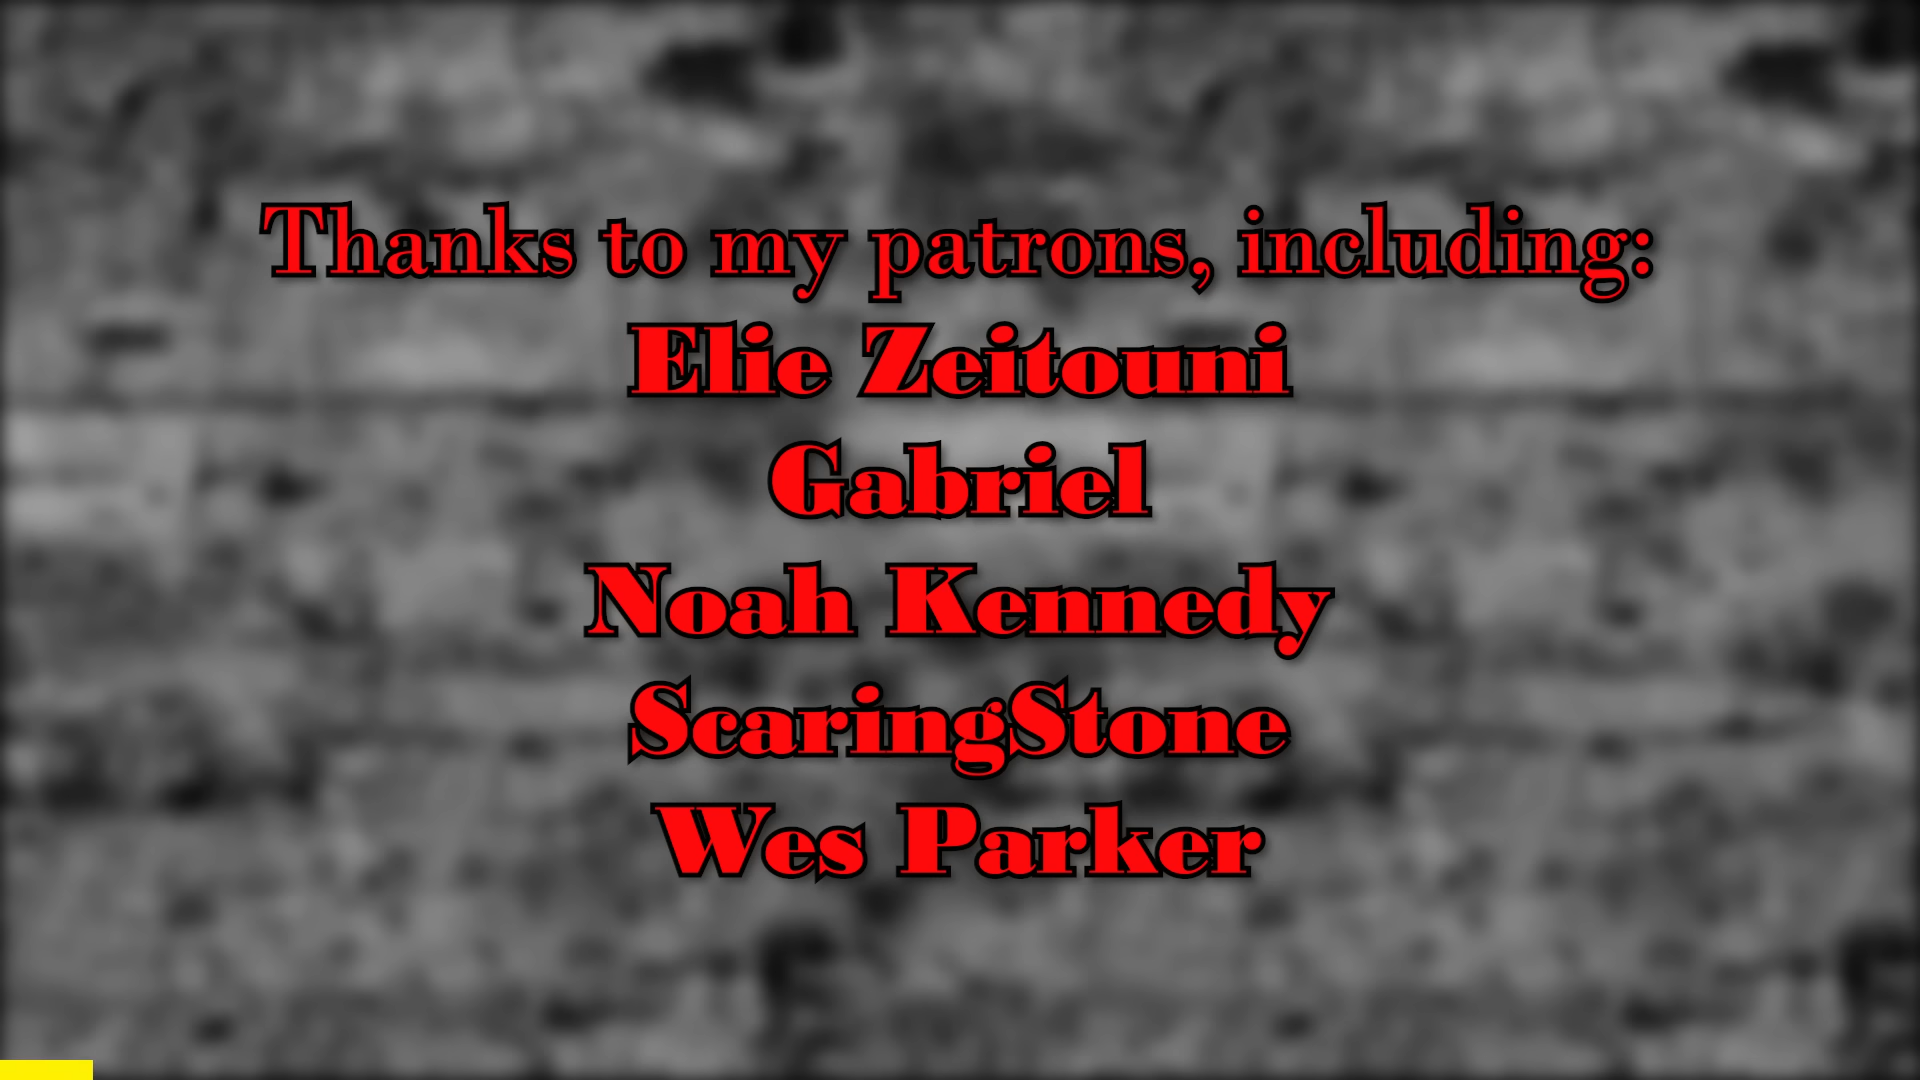 Thanks to my patrons, including:
Elie Zeitouni
Gabriel
Noah Kennedy
ScaringStone
Wes Parker